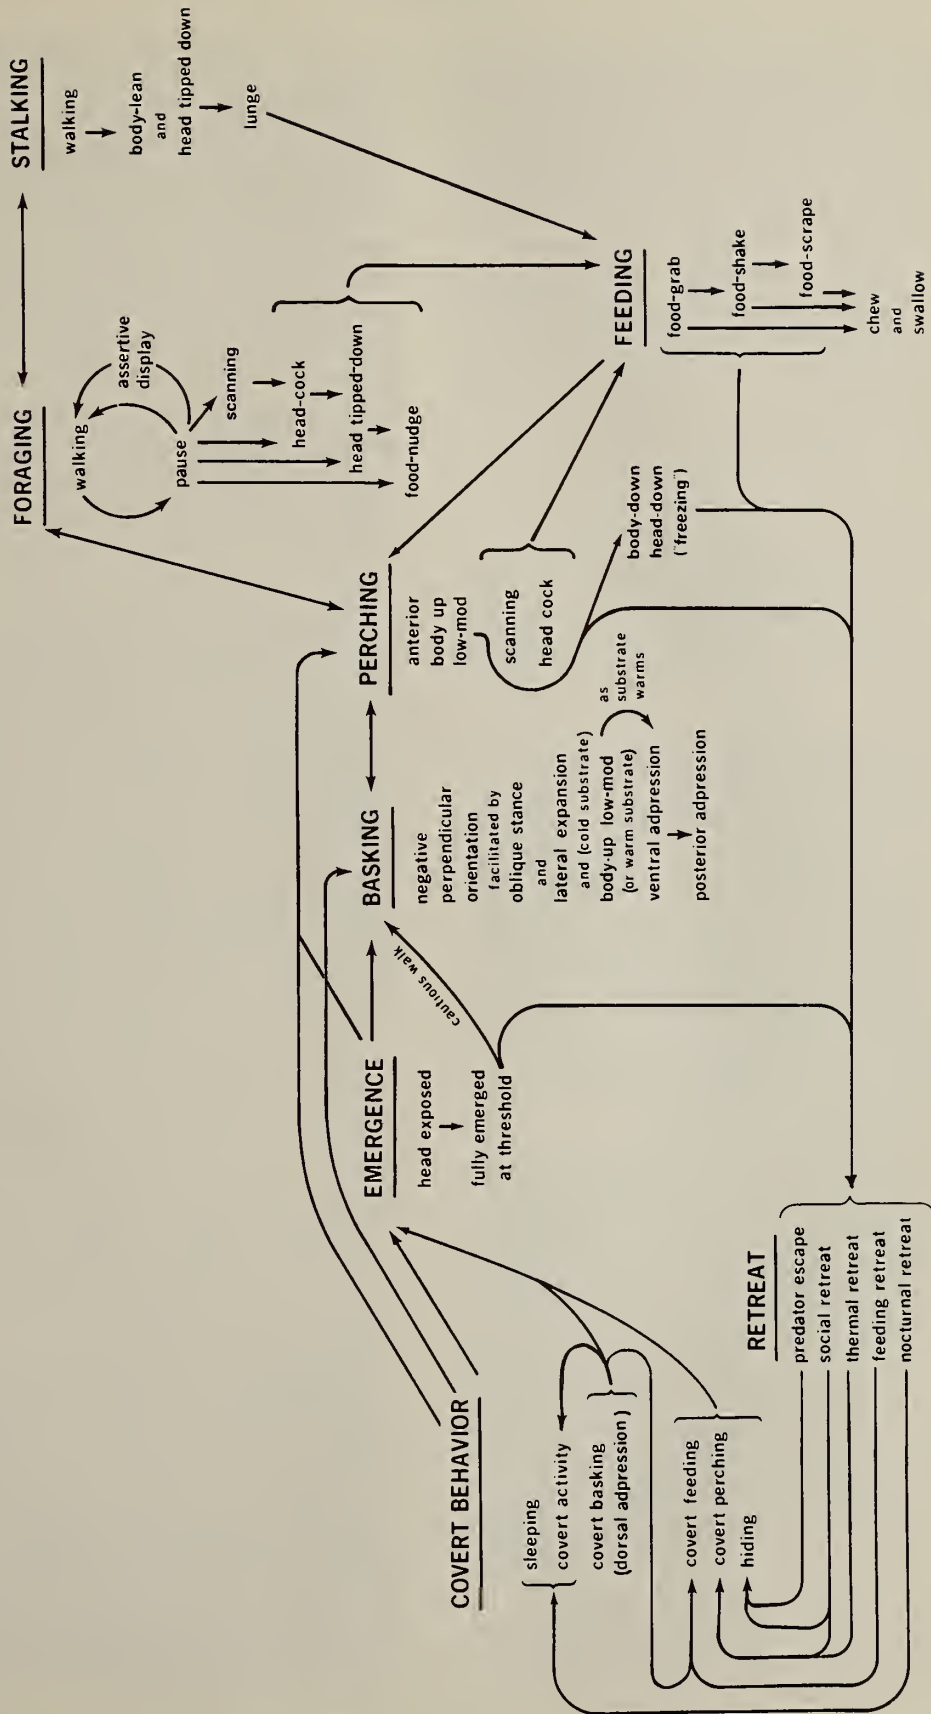 COVERT BEHAVIOR
sleeping
covert activity
covert basking
(dorsal adpression)
covert feeding
covert perching
hiding
RETREAT
predator escape
social retreat
thermal retreat
feeding retreat
nocturnal retreat
EMERGENCE
head exposed
fully emerged
at threshold
cautious walk
BASKING
negative
perpendicular
orientation
facilitated by
oblique stance
and
lateral expansion
and (cold substrate)
body-up low-mod
(or warm substrate)
ventral adpression
posterior adpression
as
substrate
warms
PERCHING
anterior
body up
low-mod
scanning
head cock
body-down
head-down
("freezing")
FORAGING
walking
assertive
display
pause
scanning
head-cock
head tipped-down
food-nudge
STALKING
walking
body-lean
and
head tipped down
lunge
FEEDING
food-grab
food-shake
food-scrape
chew
and
swallow